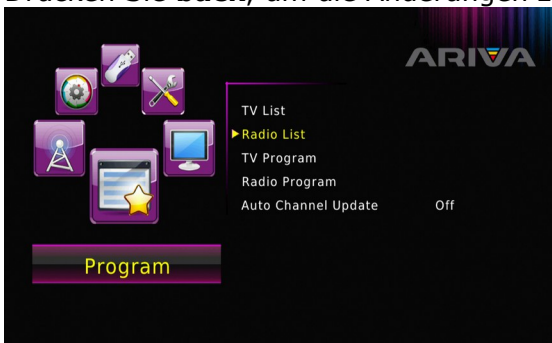 ARIVA
TV List
Radio List
TV Program
Radio Program
Auto Channel Update Off
Program